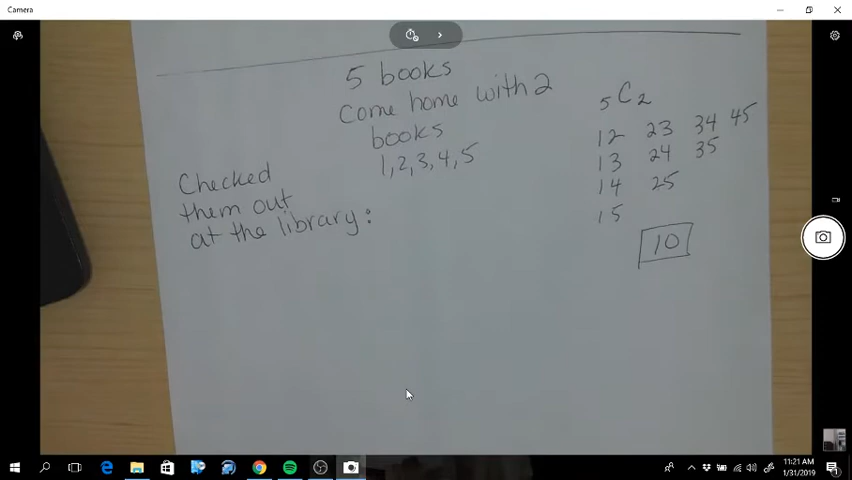 Camera
5 books
Come home with 2
books
1, 2, 3, 4, 5
Checked
them out
at the library:
5C2
12 23 34 45
13 24 35
14 25
15
10
11:21 AM
1/31/2019